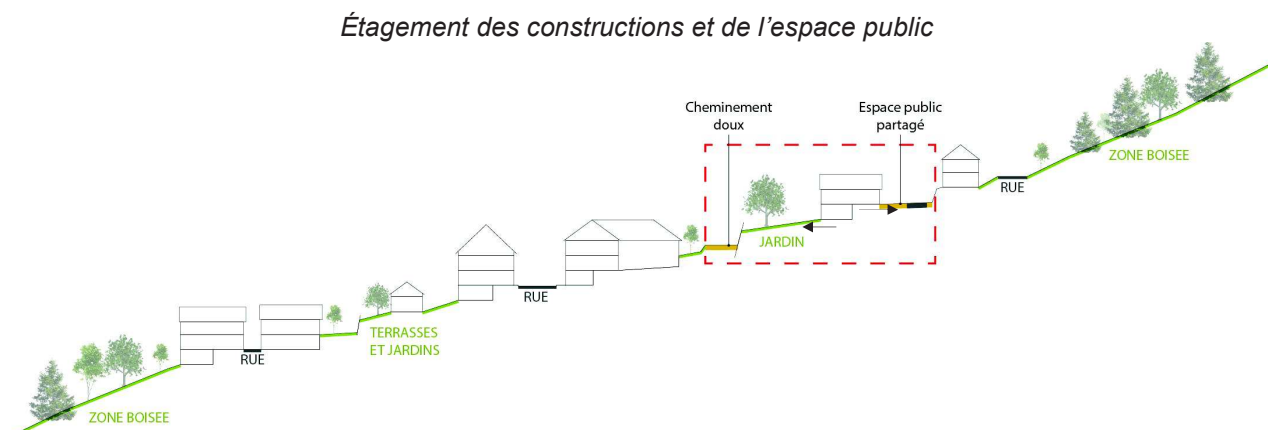 Étagement des constructions et de l'espace public
Cheminement
doux
Espace public
partagé
ZONE BOISEE
RUE
JARDIN
RUE
TERRASSES
ET JARDINS
RUE
ZONE BOISEE